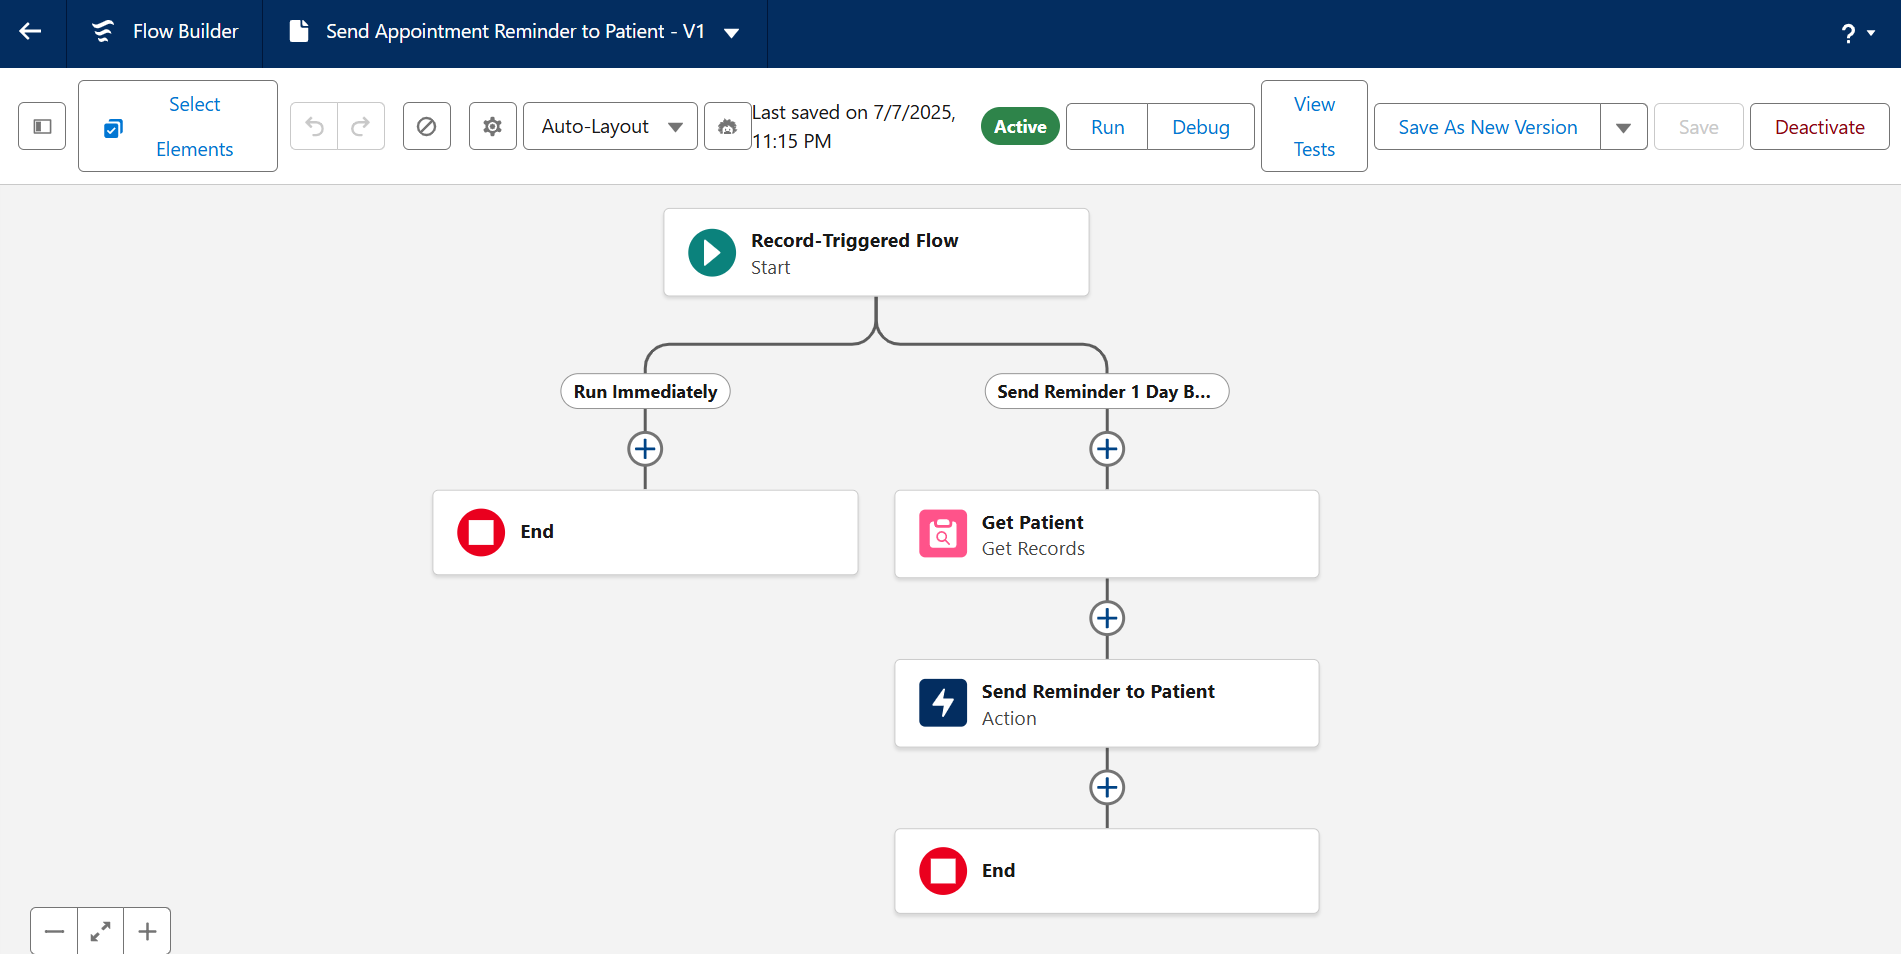 Flow Builder
Send Appointment Reminder to Patient - V1
?
Select
Elements
Auto-Layout
Last saved on 7/7/2025,
11:15 PM
Active
Run
Debug
View
Tests
Save As New Version
Save
Deactivate
Record-Triggered Flow
Start
Run Immediately
Send Reminder 1 Day B...
End
Get Patient
Get Records
Send Reminder to Patient
Action
End